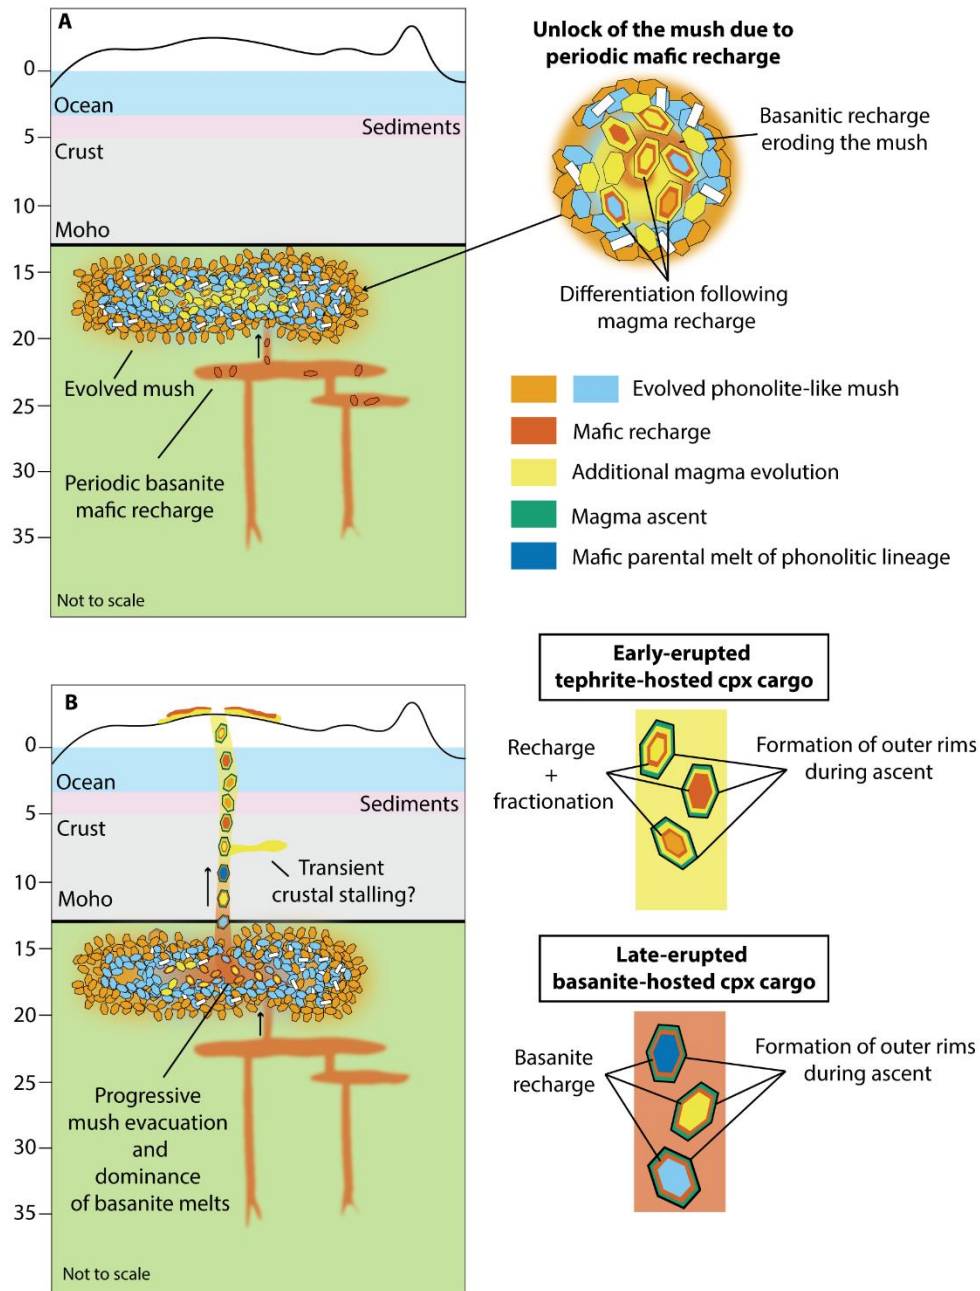 A
0
Ocean
Sediments
5
Crust
10
Moho
15
20
Evolved mush
25
30
Periodic basanite
mafic recharge
35
Not to scale
Unlock of the mush due to
periodic mafic recharge
Basanitic recharge
eroding the mush
Differentiation following
magma recharge
Evolved phonolite-like mush
Mafic recharge
Additional magma evolution
Magma ascent
Mafic parental melt of phonolitic lineage
B
0
Ocean
Sediments
5
Crust
Transient
crustal stalling?
10
Moho
15
20
25
Progressive
mush evacuation
and
dominance
of basanite melts
30
35
Not to scale
Early-erupted
tephrite-hosted cpx cargo
Recharge
+
fractionation
Formation of outer rims
during ascent
Late-erupted
basanite-hosted cpx cargo
Basanite
recharge
Formation of outer rims
during ascent